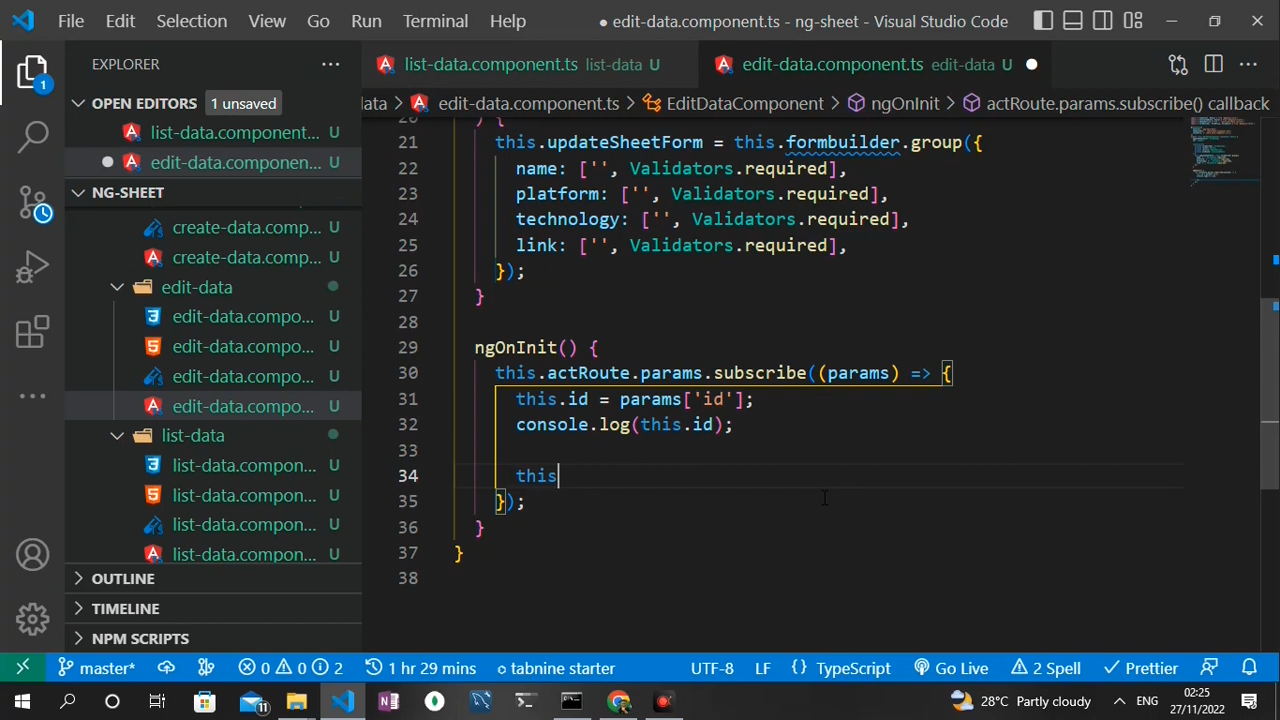 File Edit Selection View Go Run Terminal Help ● edit-data.component.ts - ng-sheet - Visual Studio Code
EXPLORER
OPEN EDITORS 1 unsaved
list-data.component...
edit-data.componen...
NG-SHEET
create-data.comp...
create-data.comp...
edit-data
edit-data.compo...
edit-data.compo...
edit-data.compo...
edit-data.compo...
list-data
list-data.compon...
list-data.compon...
list-data.compon...
list-data.compon...
OUTLINE
TIMELINE
NPM SCRIPTS
1
list-data.component.ts list-data U
edit-data.component.ts edit-data U
data > edit-data.component.ts > EditDataComponent > ngOnInit > actRoute.params.subscribe() callback
20 ) {
21 this.updateSheetForm = this.formbuilder.group({
22 name: ['', Validators.required],
23 platform: ['', Validators.required],
24 technology: ['', Validators.required],
25 link: ['', Validators.required],
26 });
27 }
28
29 ngOnInit() {
30 this.actRoute.params.subscribe((params) => {
31 this.id = params['id'];
32 console.log(this.id);
33
34 this
35 });
36 }
37 }
38
U
U
U
U
U
U
U
U
master* 0 0 2 1 hr 29 mins tabnine starter UTF-8 LF {} TypeScript Go Live 2 Spell Prettier
11 28°C Partly cloudy ENG 02:25
27/11/2022